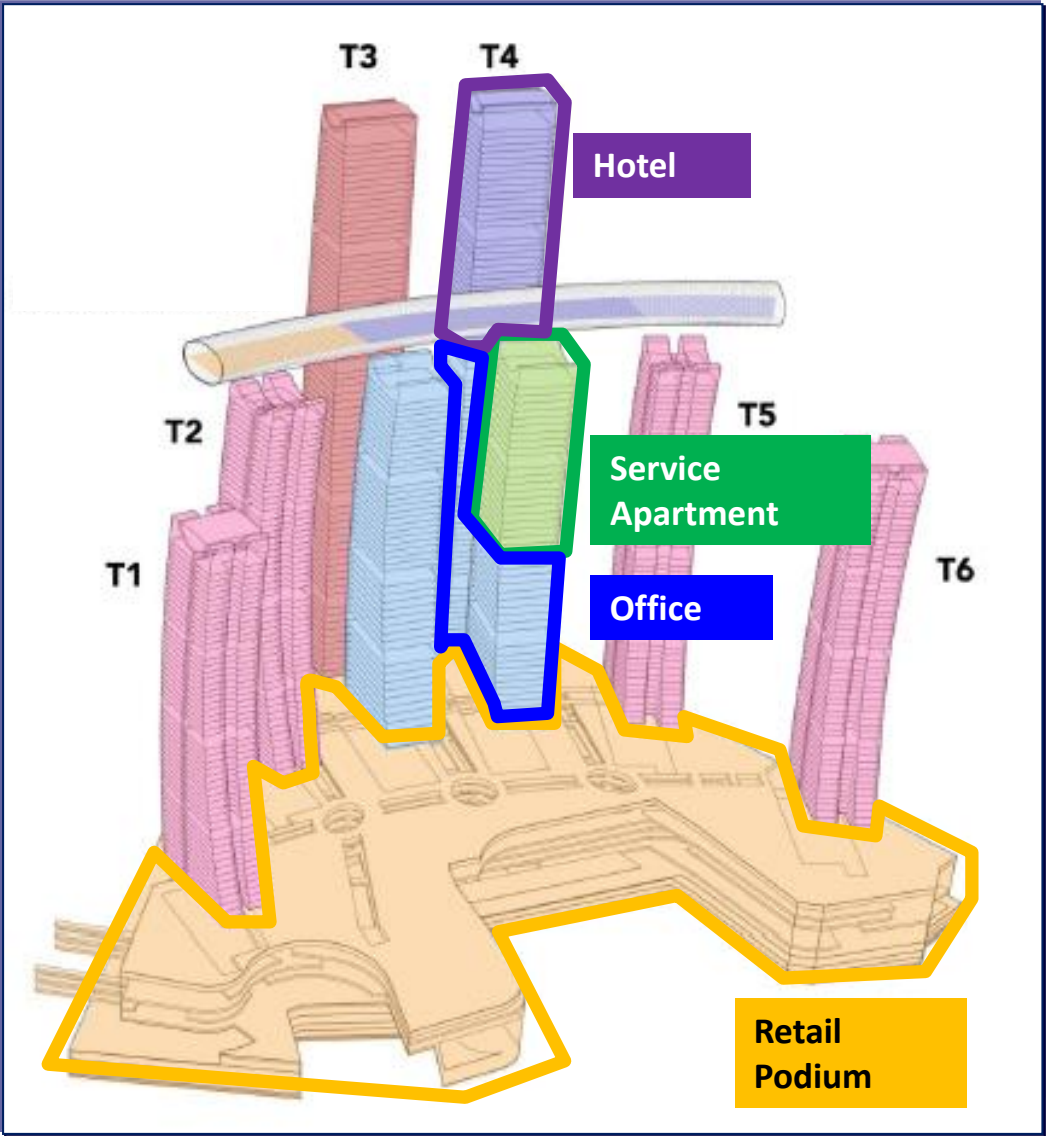 T3
T4
Hotel
T2
T5
Service
Apartment
T1
T6
Office
Retail
Podium